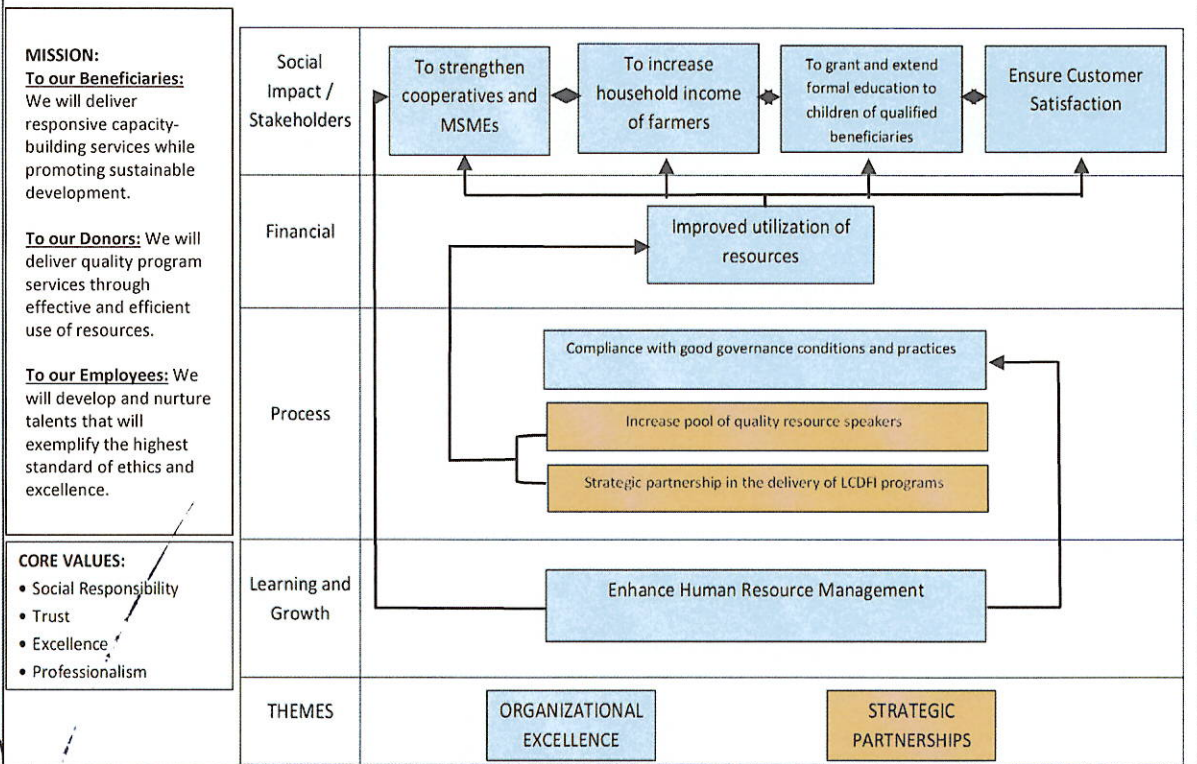 MISSION:
To our Beneficiaries:
We will deliver
responsive capacity-
building services while
promoting sustainable
development.
To our Donors: We will
deliver quality program
services through
effective and efficient
use of resources.
To our Employees: We
will develop and nurture
talents that will
exemplify the highest
standard of ethics and
excellence.
CORE VALUES:
• Social Responsibility
• Trust
• Excellence
• Professionalism
Social
Impact /
Stakeholders
To strengthen
cooperatives and
MSMEs
To increase
household income
of farmers
To grant and extend
formal education to
children of qualified
beneficiaries
Ensure Customer
Satisfaction
Financial
Improved utilization of
resources
Process
Compliance with good governance conditions and practices
Increase pool of quality resource speakers
Strategic partnership in the delivery of LCDFI programs
Learning and
Growth
Enhance Human Resource Management
THEMES
ORGANIZATIONAL
EXCELLENCE
STRATEGIC
PARTNERSHIPS